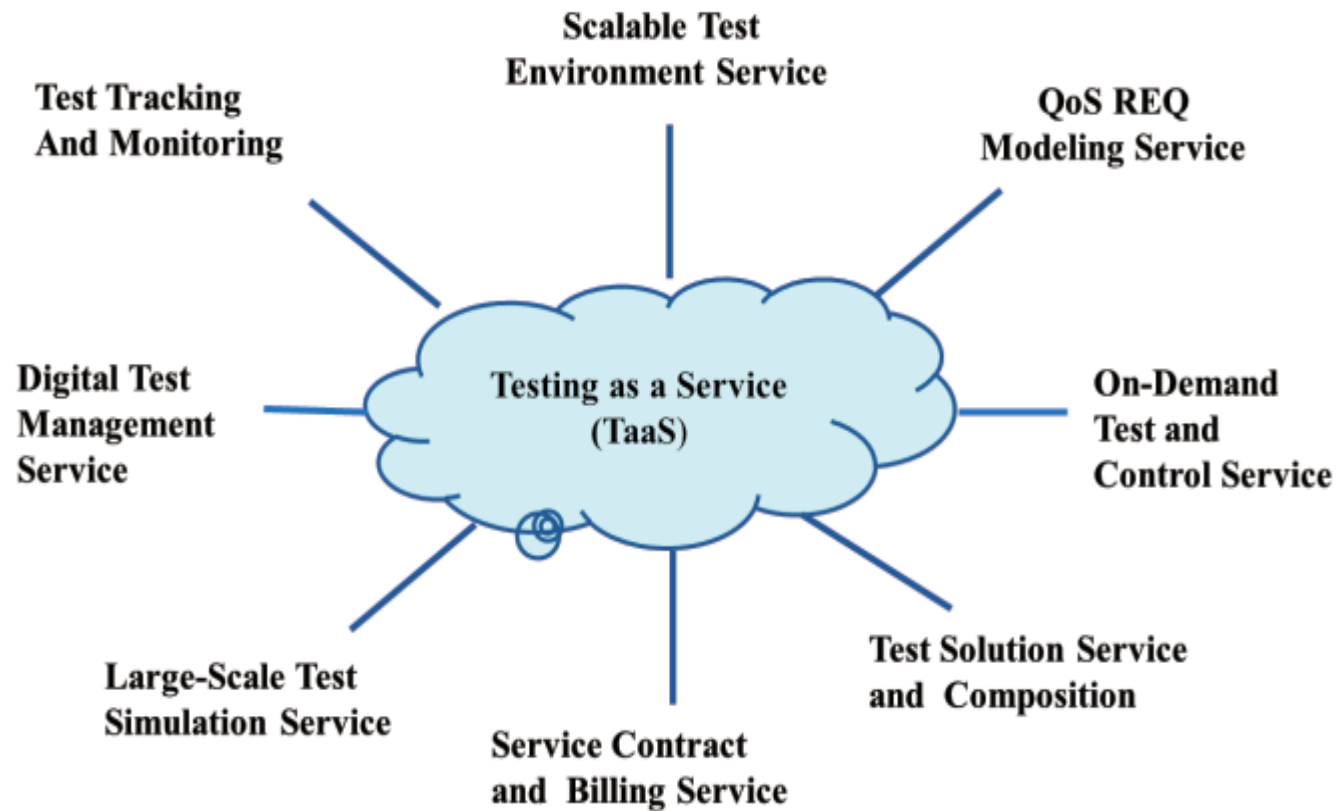 Scalable Test
Environment Service
Test Tracking
And Monitoring
QoS REQ
Modeling Service
Digital Test
Management
Service
Testing as a Service
(TaaS)
On-Demand
Test and
Control Service
Large-Scale Test
Simulation Service
Test Solution Service
and Composition
Service Contract
and Billing Service